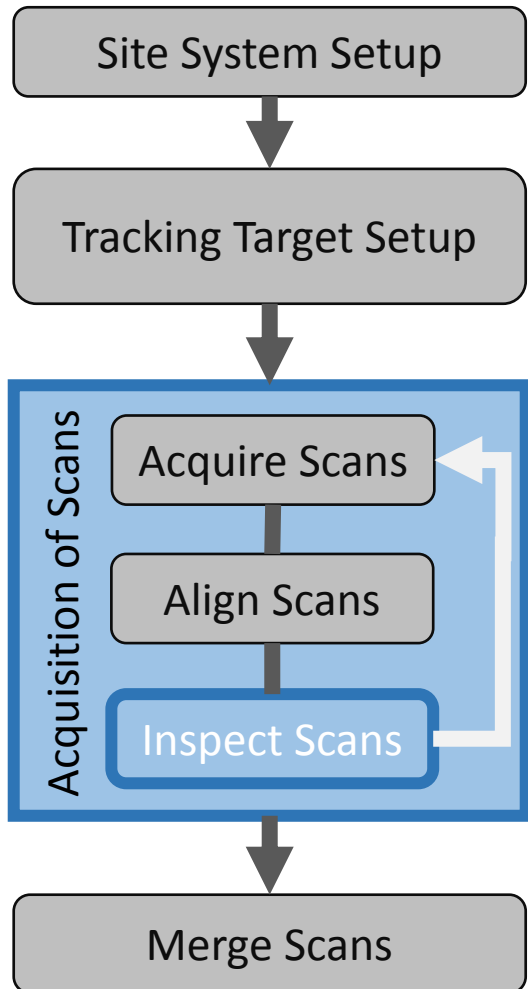 Site System Setup
Tracking Target Setup
Acquisition of Scans
Acquire Scans
Align Scans
Inspect Scans
Merge Scans